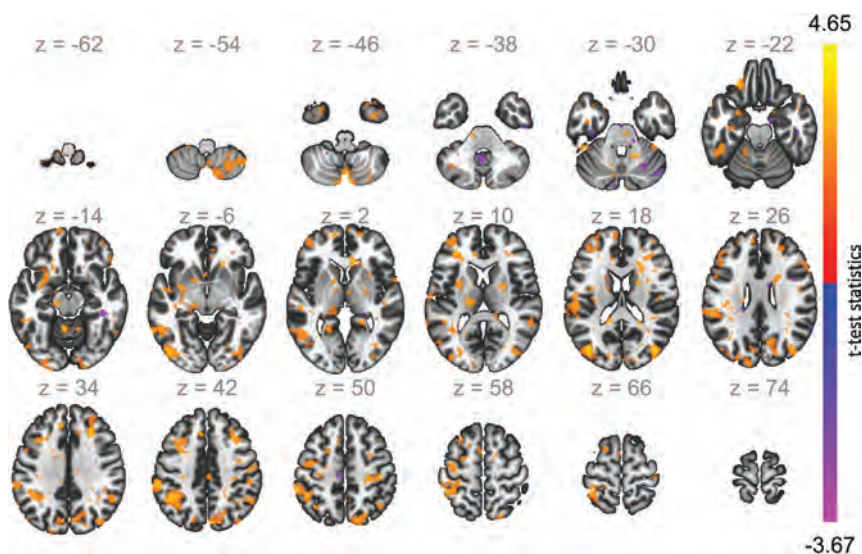 4.65
z = -62 z = -54 z = -46 z = -38 z = -30 z = -22
z = -14 z = -6 z = 2 z = 10 z = 18 z = 26
z = 34 z = 42 z = 50 z = 58 z = 66 z = 74
t-test statistics
-3.67